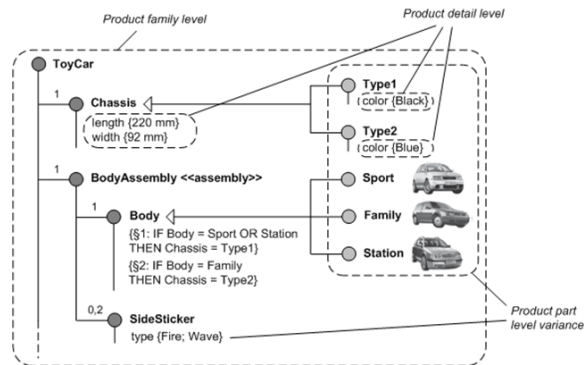 Product family level
Product detail level
ToyCar
1
Chassis
length {220 mm}
width {92 mm}
Type1
color {Black}
Type2
color {Blue}
1
BodyAssembly <<assembly>>
Sport
1
Body
Family
{§1: IF Body = Sport OR Station
THEN Chassis = Type1}
{§2: IF Body = Family
THEN Chassis = Type2}
Station
0,2
SideSticker
type {Fire; Wave}
Product part
level variance